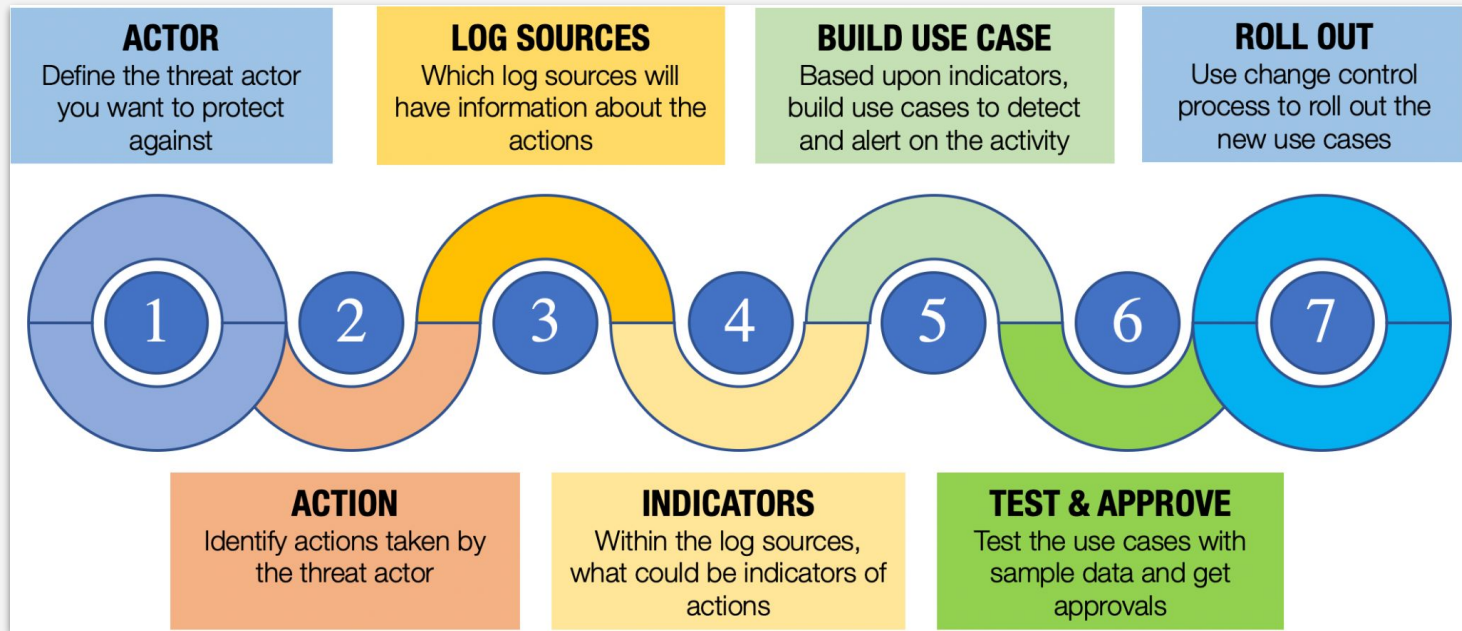 ACTOR
Define the threat actor
you want to protect
against
LOG SOURCES
Which log sources will
have information about the
actions
BUILD USE CASE
Based upon indicators,
build use cases to detect
and alert on the activity
ROLL OUT
Use change control
process to roll out the
new use cases
1
2
3
4
5
6
7
ACTION
Identify actions taken by
the threat actor
INDICATORS
Within the log sources,
what could be indicators of
actions
TEST & APPROVE
Test the use cases with
sample data and get
approvals